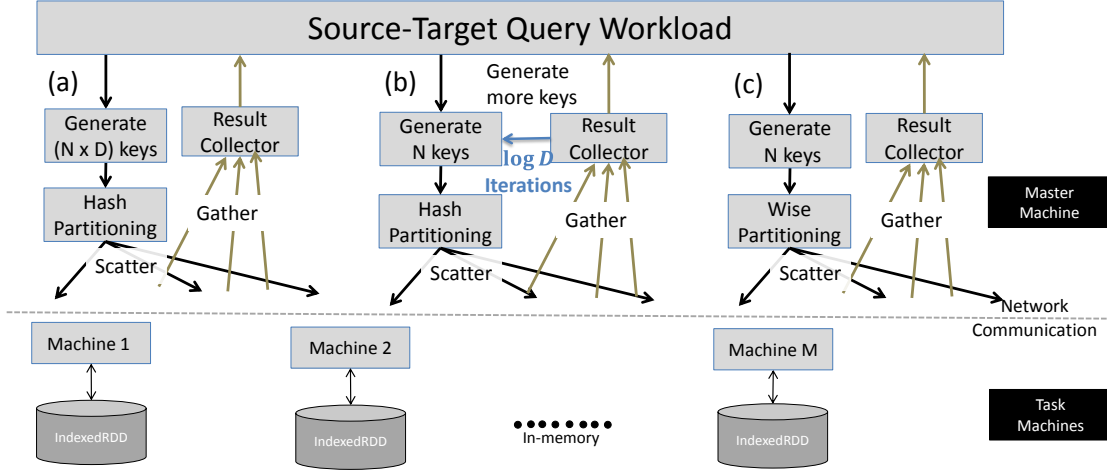 Source-Target Query Workload
(a)
Generate
(N x D) keys
Result
Collector
Hash
Partitioning
Gather
Scatter
(b)
Generate
more keys
Generate
N keys
Result
Collector
log D
Iterations
Hash
Partitioning
Gather
Scatter
(c)
Generate
N keys
Result
Collector
Wise
Partitioning
Gather
Scatter
Master
Machine
Network
Communication
Machine 1
Machine 2
Machine M
IndexedRDD
IndexedRDD
In-memory
IndexedRDD
Task
Machines